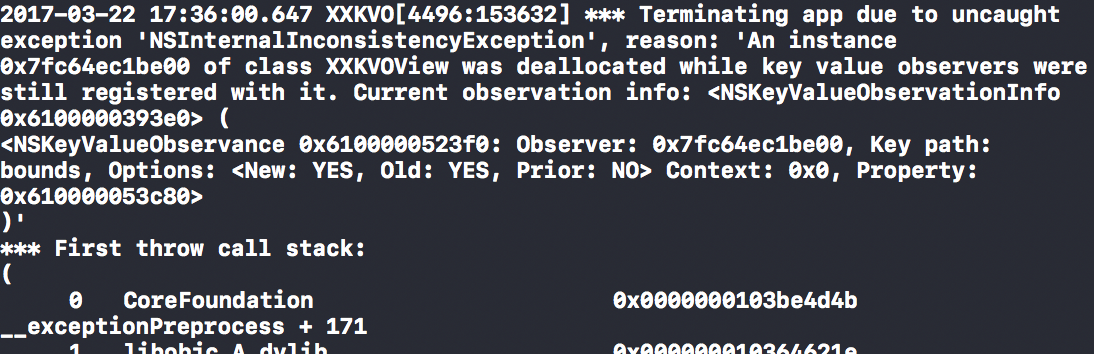 2017-03-22 17:36:00.647 XXKVO[4496:153632] *** Terminating app due to uncaught
exception 'NSInternalInconsistencyException', reason: 'An instance
0x7fc64ec1be00 of class XXKVOView was deallocated while key value observers were
still registered with it. Current observation info: <NSKeyValueObservationInfo
0x6100000393e0> (
<NSKeyValueObservance 0x6100000523f0: Observer: 0x7fc64ec1be00, Key path:
bounds, Options: <New: YES, Old: YES, Prior: NO> Context: 0x0, Property:
0x610000053c80>
)'
*** First throw call stack:
(
0 CoreFoundation 0x0000000103be4d4b
__exceptionPreprocess + 171
1 libobjc.A.dylib 0x000000010364621e